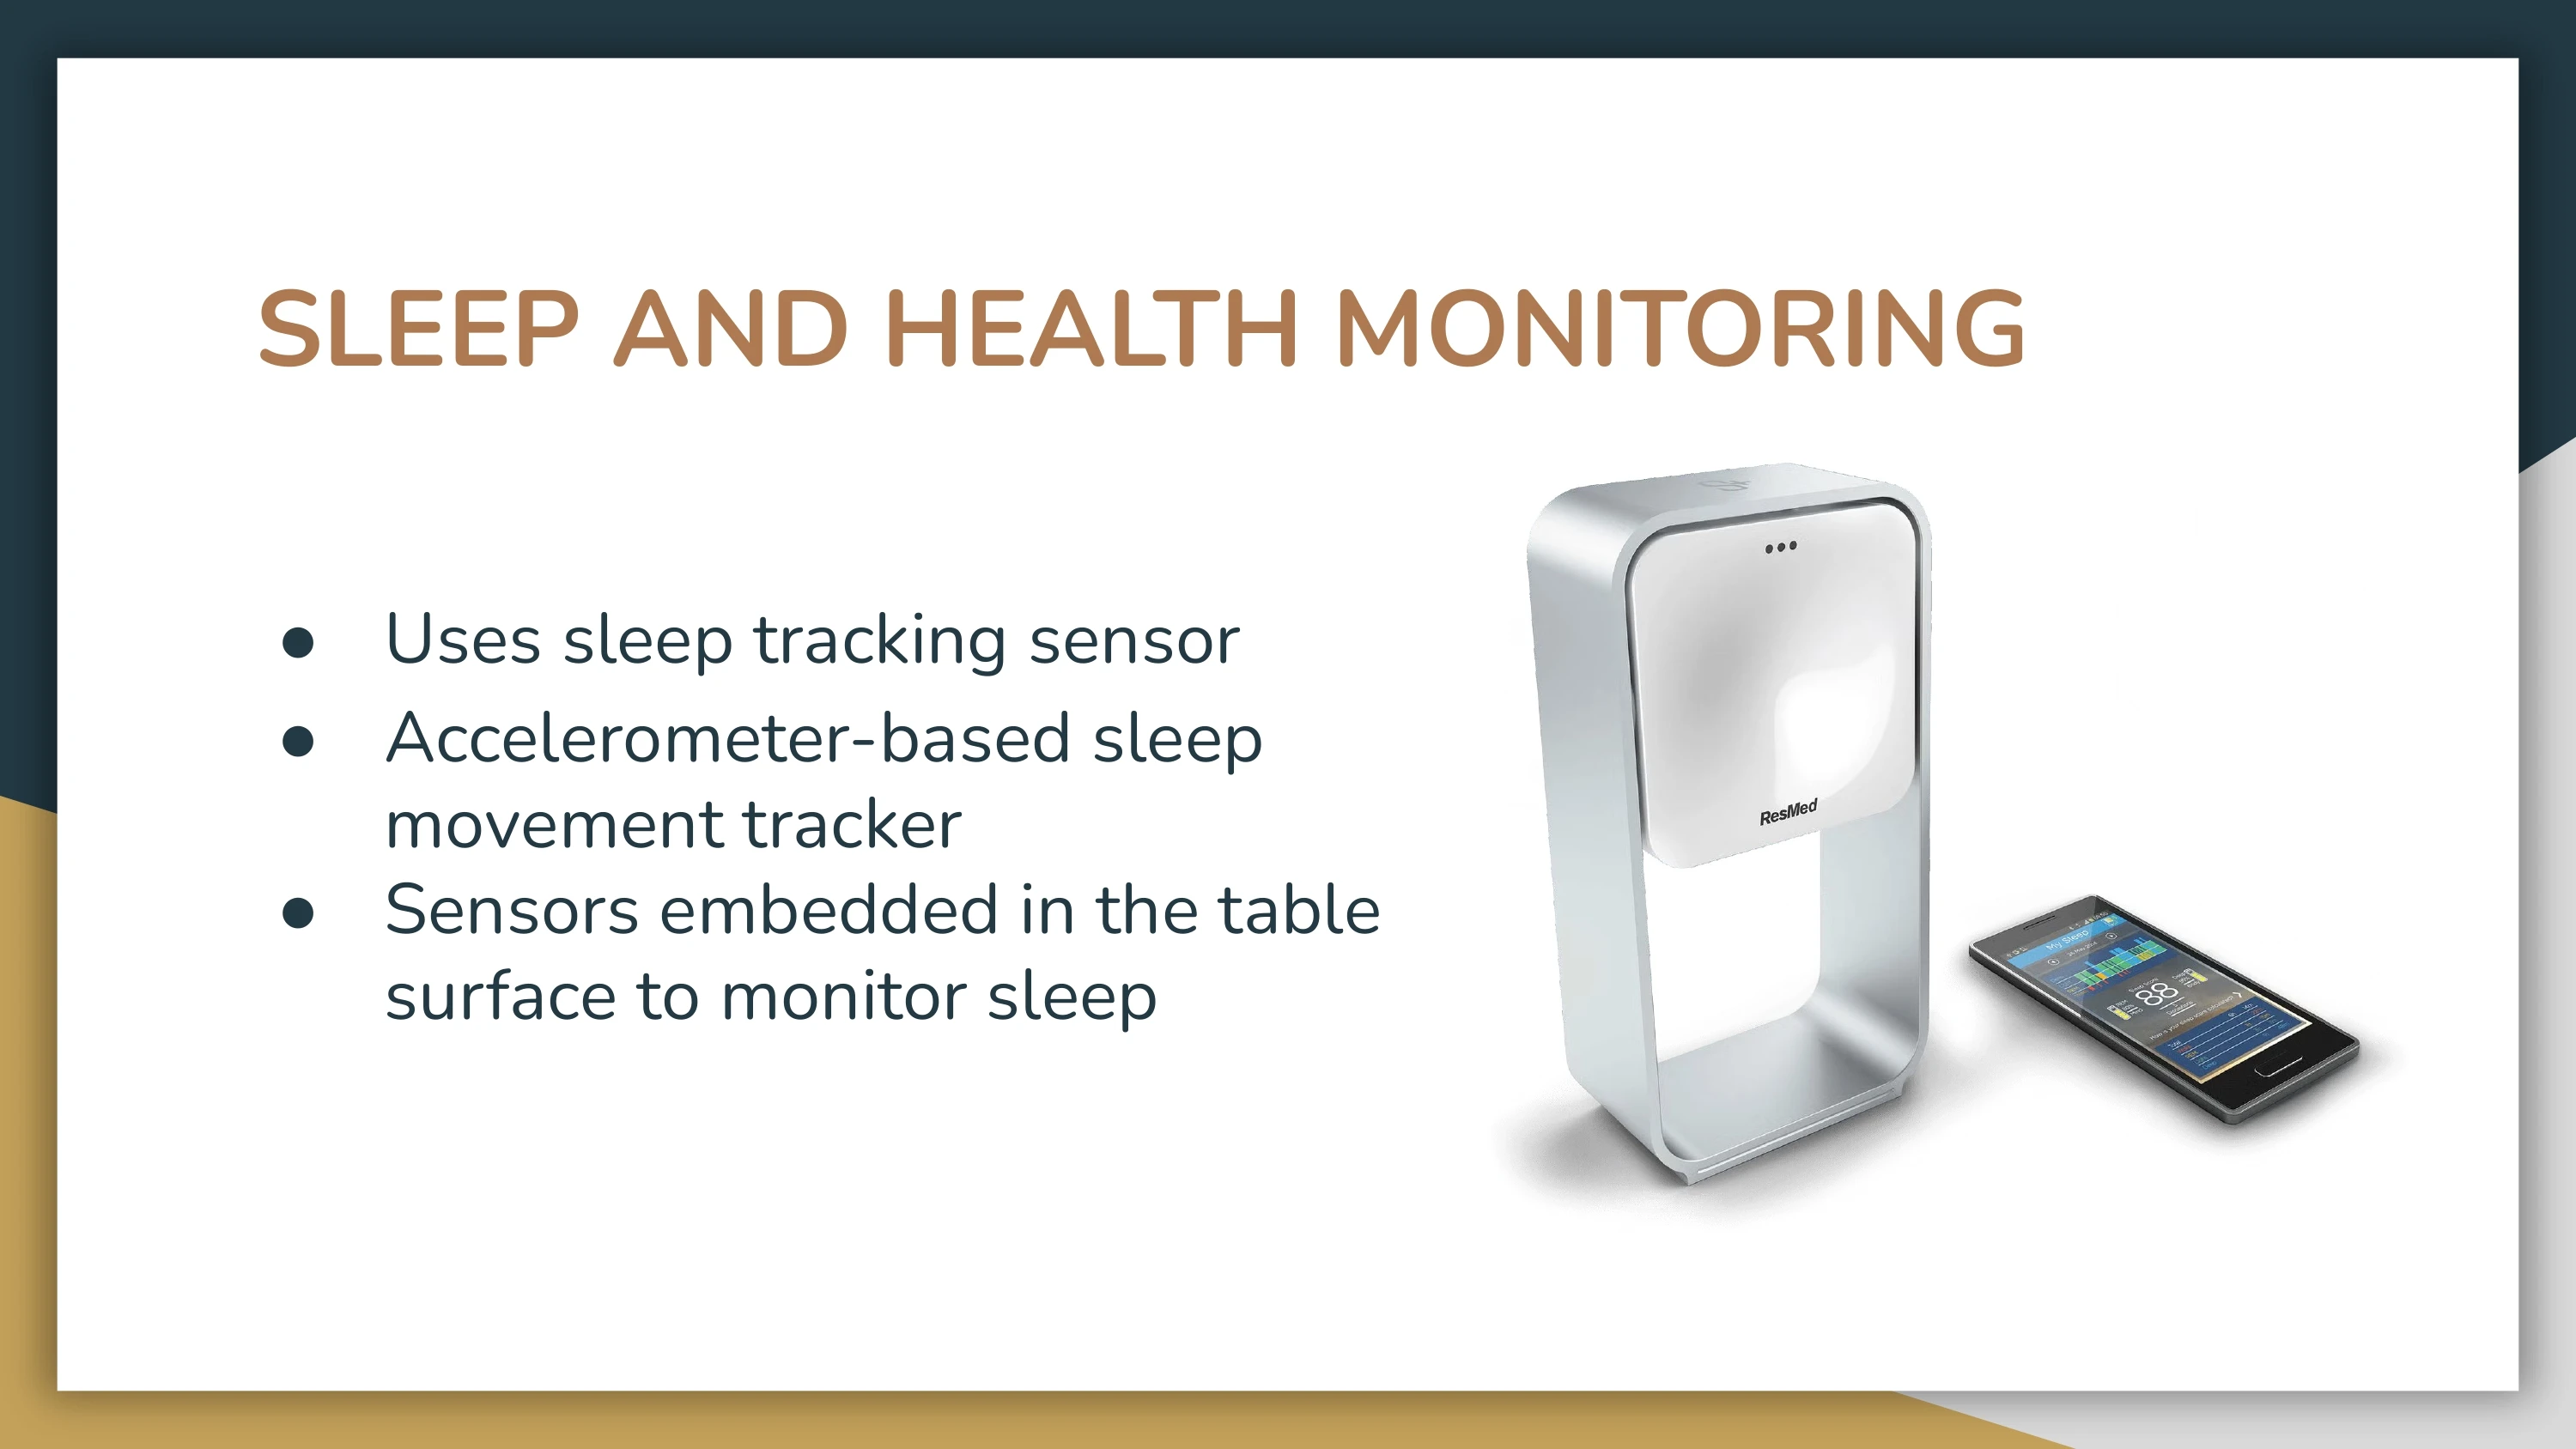 SLEEP AND HEALTH MONITORING
● Uses sleep tracking sensor
● Accelerometer-based sleep
movement tracker
● Sensors embedded in the table
surface to monitor sleep
S+
ResMed
My Sleep
88